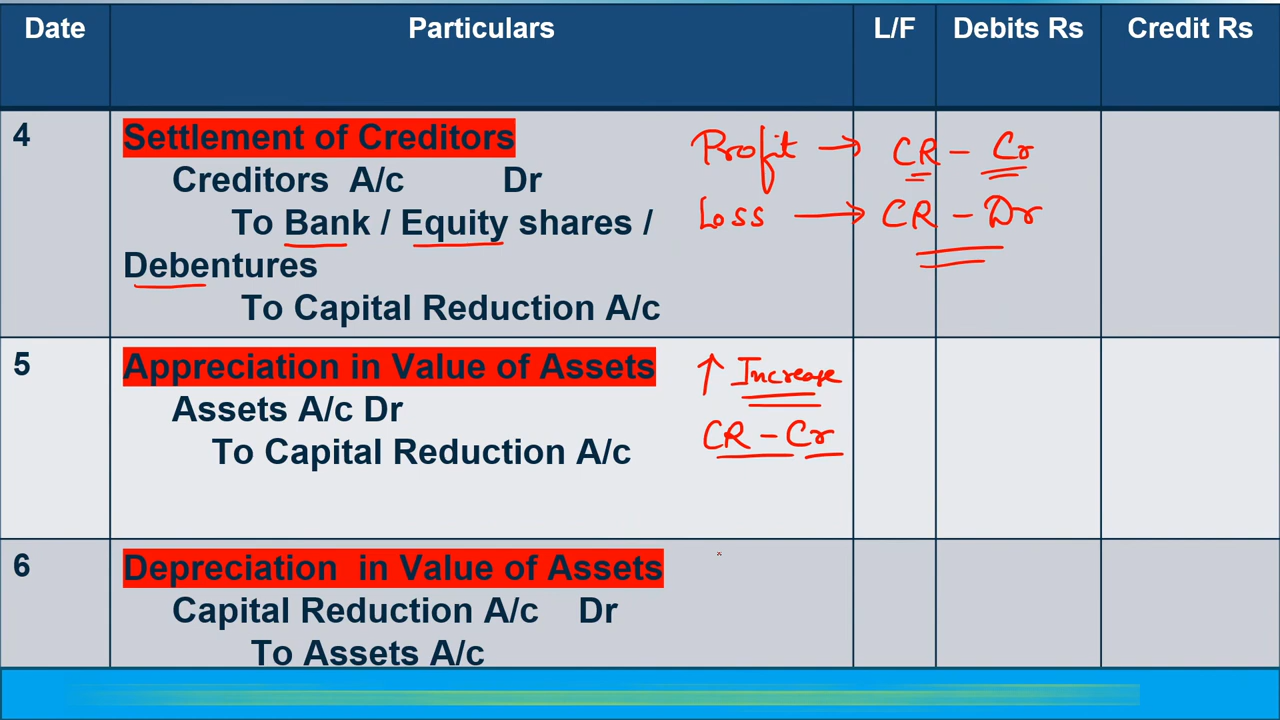 Date Particulars L/F Debits Rs Credit Rs
4 Settlement of Creditors
Creditors A/c Dr
To Bank / Equity shares /
Debentures
To Capital Reduction A/c
Profit → CR – Cr
Loss → CR – Dr
5 Appreciation in Value of Assets
Assets A/c Dr
To Capital Reduction A/c
↑ Increase
CR – Cr
6 Depreciation in Value of Assets
Capital Reduction A/c Dr
To Assets A/c